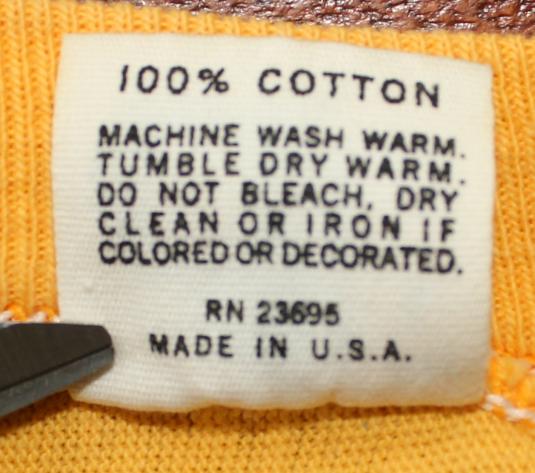 100% COTTON
MACHINE WASH WARM.
TUMBLE DRY WARM.
DO NOT BLEACH, DRY
CLEAN OR IRON IF
COLORED OR DECORATED.
RN 23695
MADE IN U.S.A.